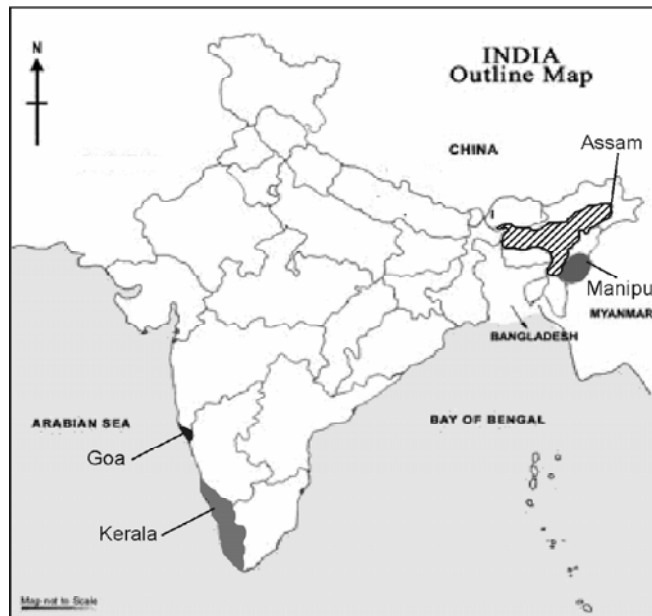 N
INDIA
Outline Map
CHINA
Assam
Manipu
MYANMAR
BANGLADESH
ARABIAN SEA
BAY OF BENGAL
Goa
Kerala
Map not to Scale